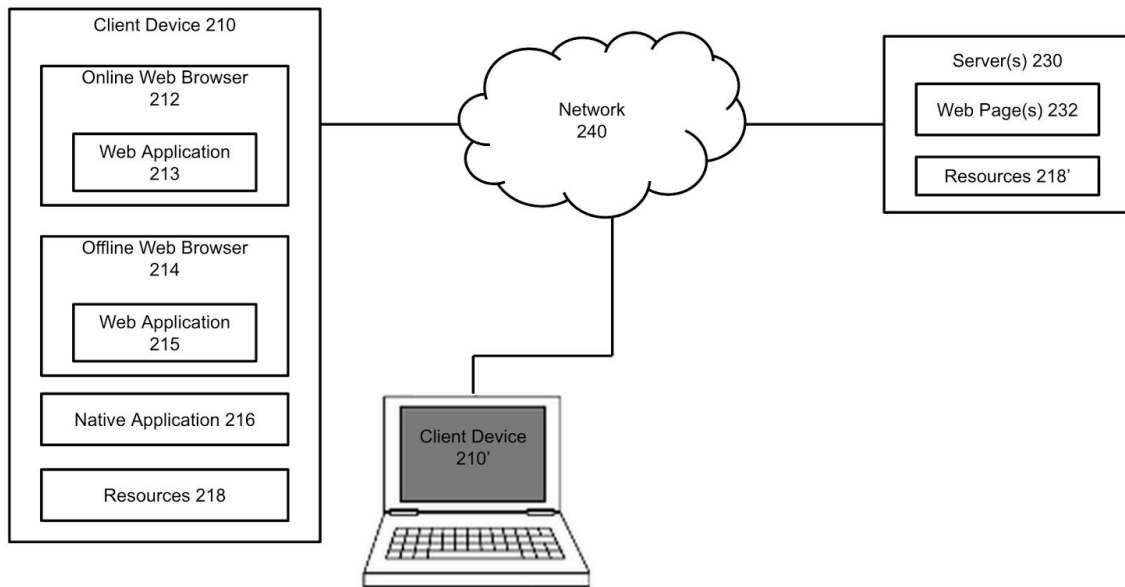 Client Device 210
Online Web Browser
212
Web Application
213
Offline Web Browser
214
Web Application
215
Native Application 216
Resources 218
Network
240
Client Device
210’
Server(s) 230
Web Page(s) 232
Resources 218’